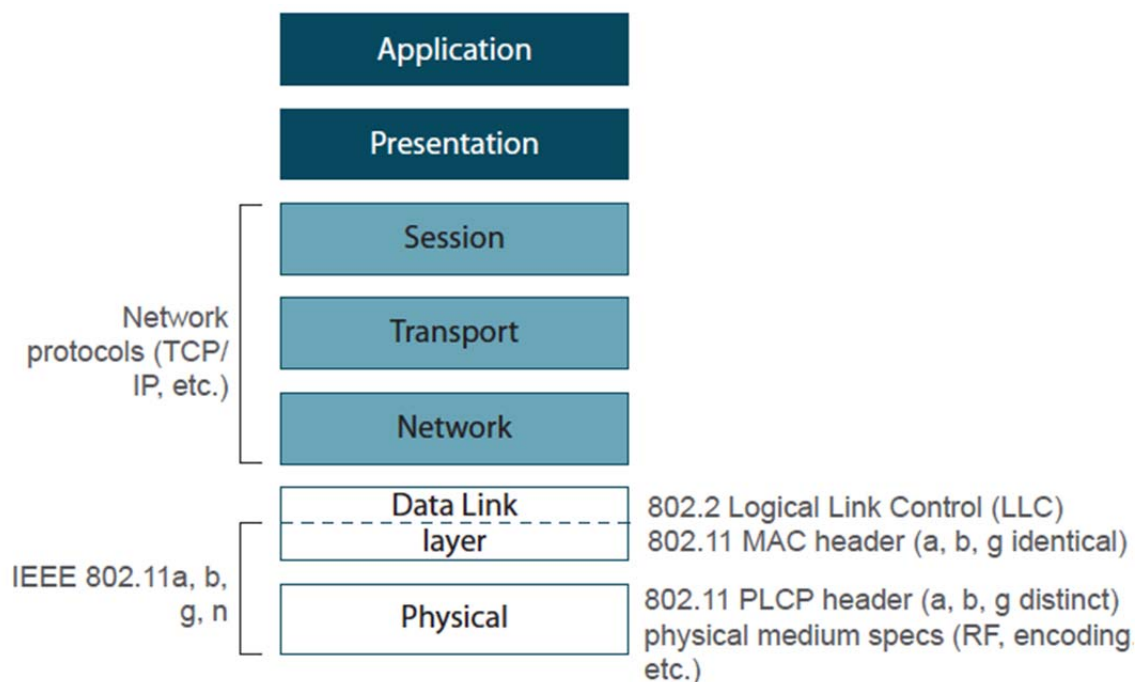 Application
Presentation
Session
Transport
Network
Network
protocols (TCP/
IP, etc.)
Data Link
layer
802.2 Logical Link Control (LLC)
802.11 MAC header (a, b, g identical)
IEEE 802.11a, b,
g, n
Physical
802.11 PLCP header (a, b, g distinct)
physical medium specs (RF, encoding,
etc.)